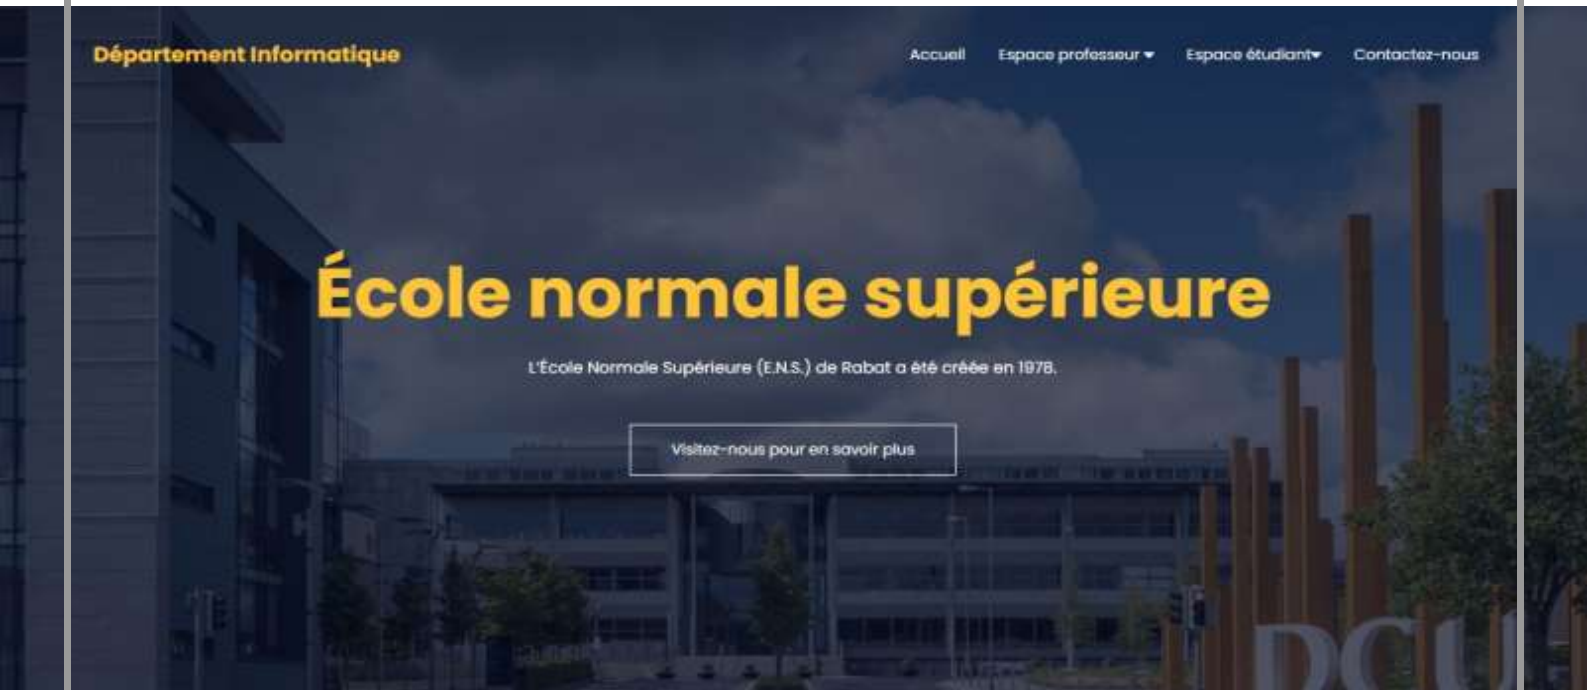 Département Informatique
Accueil Espace professeur Espace étudiant Contactez-nous
École normale supérieure
L'École Normale Supérieure (E.N.S.) de Rabat a été créée en 1978.
Visitez-nous pour en savoir plus
DCU